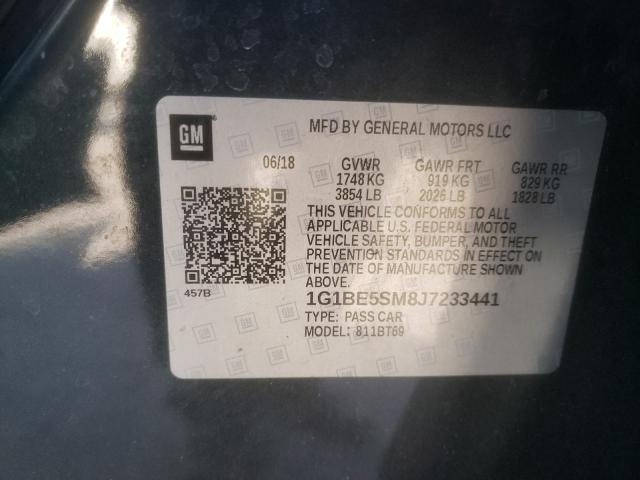 GM
MFD BY GENERAL MOTORS LLC
06/18 GVWR GAWR FRT GAWR RR
1748 KG 919 KG 829 KG
3854 LB 2026 LB 1828 LB
THIS VEHICLE CONFORMS TO ALL
APPLICABLE U.S. FEDERAL MOTOR
VEHICLE SAFETY, BUMPER, AND THEFT
PREVENTION STANDARDS IN EFFECT ON
THE DATE OF MANUFACTURE SHOWN
ABOVE.
457B
1G1BE5SM8J7233441
TYPE: PASS CAR
MODEL: 811BT69